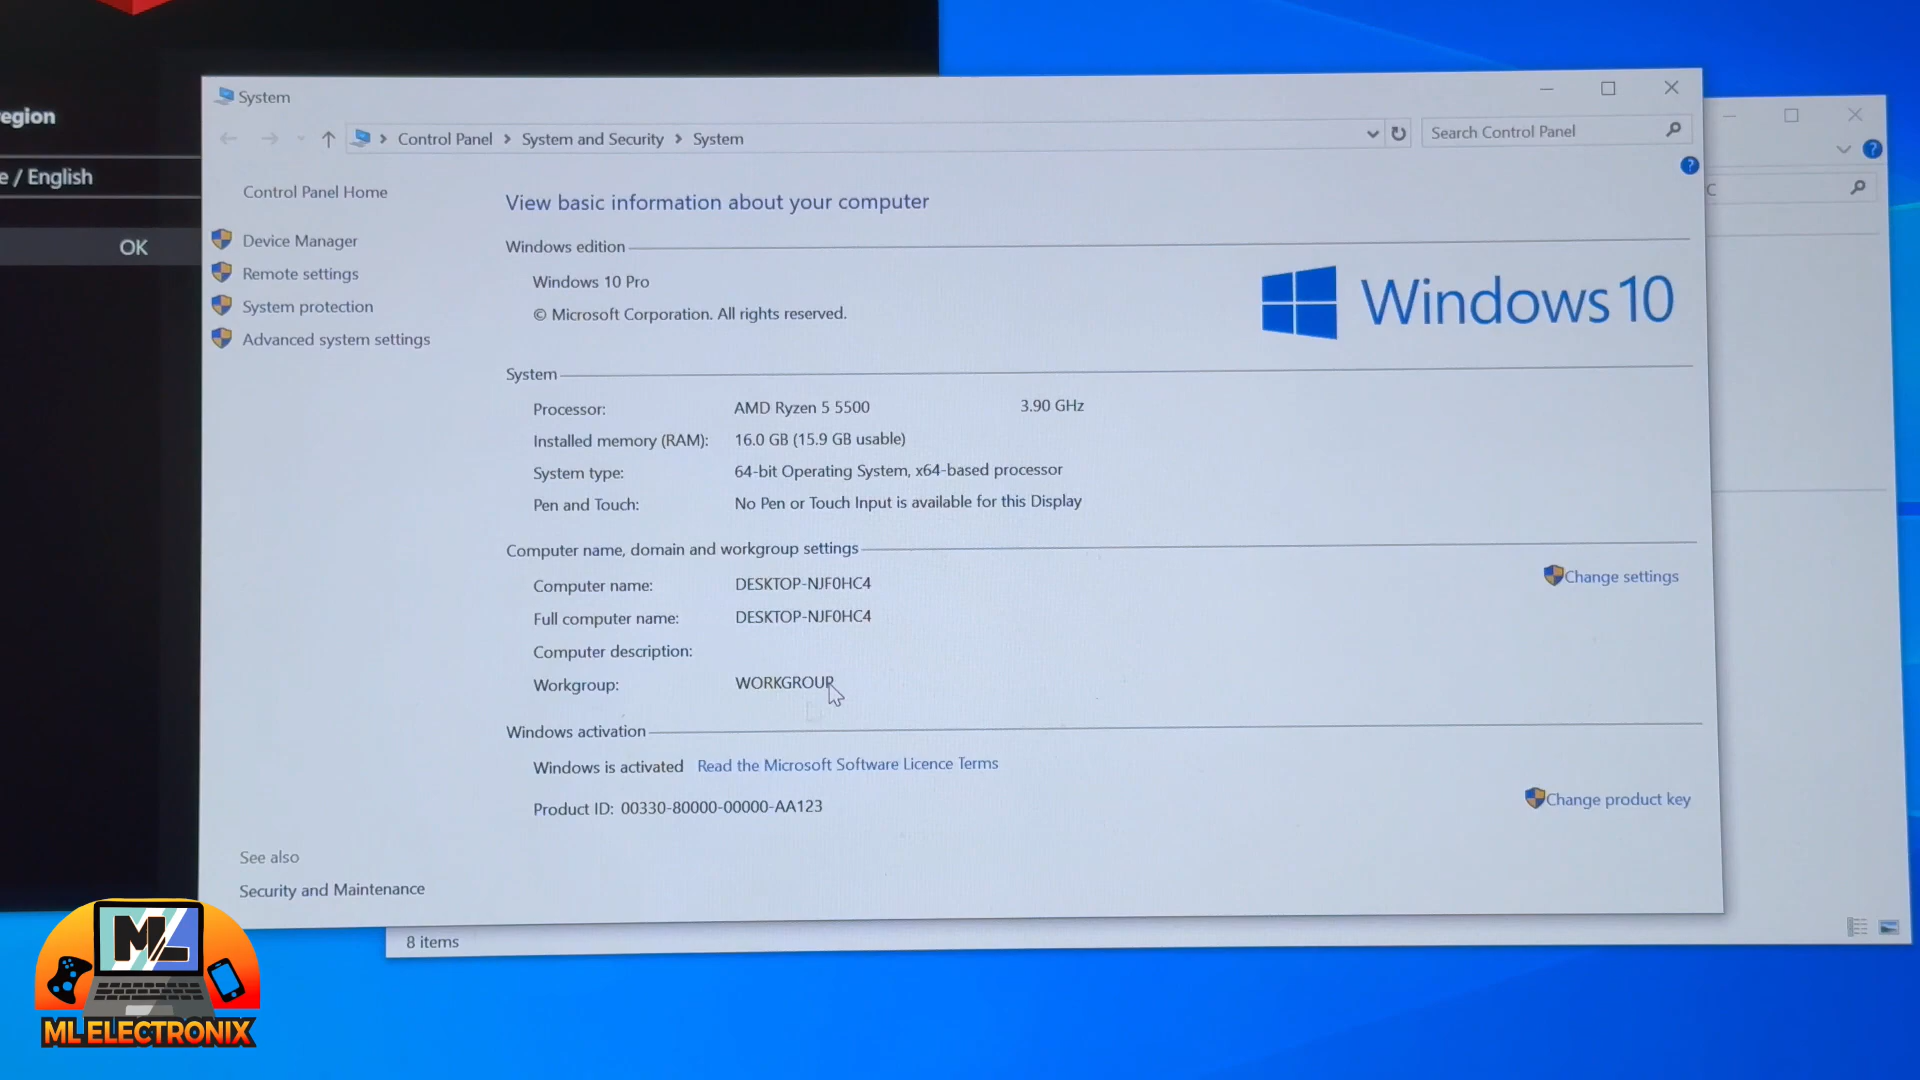 egion
e / English
OK
System
Control Panel
System and Security
System
Search Control Panel
C
Control Panel Home
Device Manager
Remote settings
System protection
Advanced system settings
View basic information about your computer
Windows edition
Windows 10 Pro
© Microsoft Corporation. All rights reserved.
Windows 10
System
Processor: AMD Ryzen 5 5500 3.90 GHz
Installed memory (RAM): 16.0 GB (15.9 GB usable)
System type: 64-bit Operating System, x64-based processor
Pen and Touch: No Pen or Touch Input is available for this Display
Computer name, domain and workgroup settings
Computer name: DESKTOP-NJF0HC4
Change settings
Full computer name: DESKTOP-NJF0HC4
Computer description:
Workgroup: WORKGROUP
Windows activation
Windows is activated Read the Microsoft Software Licence Terms
Product ID: 00330-80000-00000-AA123
Change product key
See also
Security and Maintenance
8 items
ML
ML ELECTRONIX